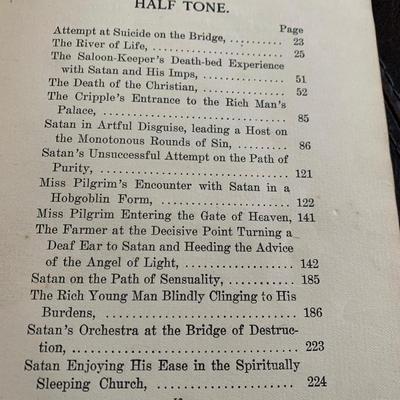 HALF TONE.
Page
Attempt at Suicide on the Bridge, .......... 23
The River of Life, .......................... 25
The Saloon-Keeper's Death-bed Experience
with Satan and His Imps, ................ 51
The Death of the Christian, ................ 52
The Cripple's Entrance to the Rich Man's
Palace, .................................. 85
Satan in Artful Disguise, leading a Host on
the Monotonous Rounds of Sin, .......... 86
Satan's Unsuccessful Attempt on the Path of
Purity, .................................. 121
Miss Pilgrim's Encounter with Satan in a
Hobgoblin Form, ........................ 122
Miss Pilgrim Entering the Gate of Heaven, 141
The Farmer at the Decisive Point Turning a
Deaf Ear to Satan and Heeding the Advice
of the Angel of Light, .................. 142
Satan on the Path of Sensuality, .......... 185
The Rich Young Man Blindly Clinging to His
Burdens, ................................ 186
Satan's Orchestra at the Bridge of Destruc-
tion, .................................... 223
Satan Enjoying His Ease in the Spiritually
Sleeping Church, ........................ 224